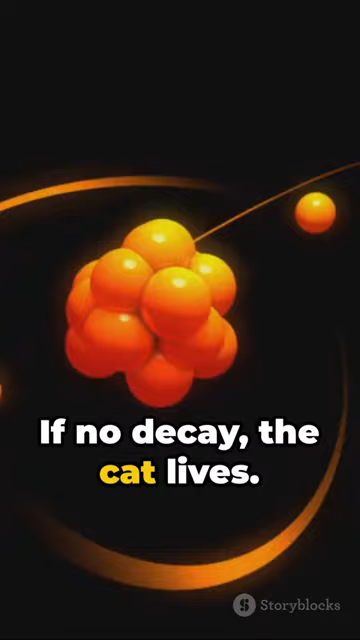 If no decay, the
cat lives.
Storyblocks